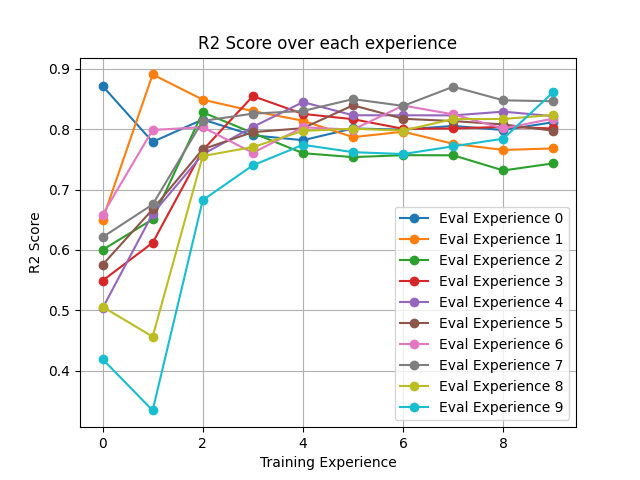 R2 Score over each experience
R2 Score
0.9
0.8
0.7
0.6
0.5
0.4
Eval Experience 0
Eval Experience 1
Eval Experience 2
Eval Experience 3
Eval Experience 4
Eval Experience 5
Eval Experience 6
Eval Experience 7
Eval Experience 8
Eval Experience 9
0 2 4 6 8
Training Experience